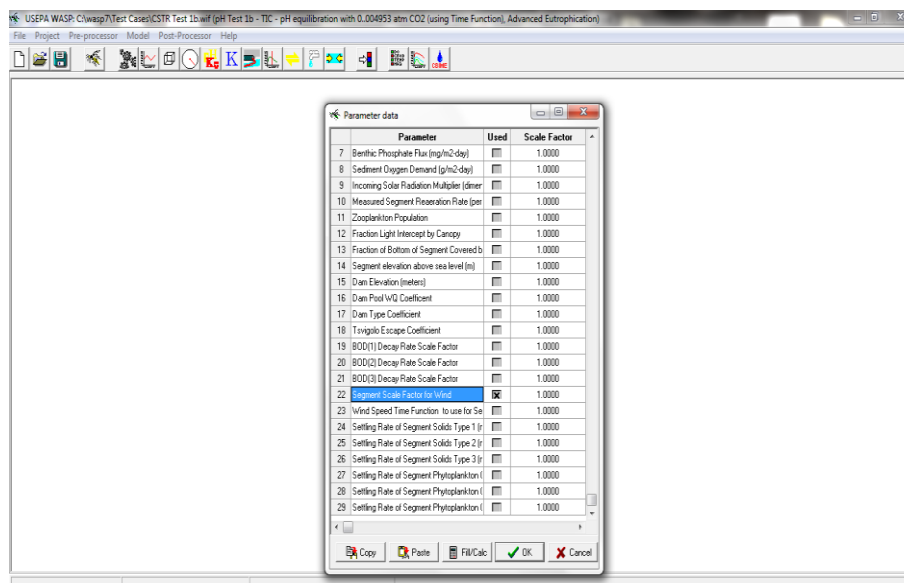 USEPA WASP: C:\wasp7\Test Cases\CSTR Test 1b.wif (pH Test 1b - TIC - pH equilibration with 0.004953 atm CO2 (using Time Function), Advanced Eutrophication)
File Project Pre-processor Model Post-Processor Help
K
Parameter data
Parameter Used Scale Factor
7 Benthic Phosphate Flux (mg/m2-day) 1.0000
8 Sediment Oxygen Demand (g/m2-day) 1.0000
9 Incoming Solar Radiation Multiplier (dimer 1.0000
10 Measured Segment Reaeration Rate (per 1.0000
11 Zooplankton Population 1.0000
12 Fraction Light Intercept by Canopy 1.0000
13 Fraction of Bottom of Segment Covered b 1.0000
14 Segment elevation above sea level (m) 1.0000
15 Dam Elevation (meters) 1.0000
16 Dam Pool WQ Coefficent 1.0000
17 Dam Type Coefficient 1.0000
18 Tsvigolo Escape Coefficient 1.0000
19 BOD(1) Decay Rate Scale Factor 1.0000
20 BOD(2) Decay Rate Scale Factor 1.0000
21 BOD(3) Decay Rate Scale Factor 1.0000
22 Segment Scale Factor for Wind 1.0000
23 Wind Speed Time Function to use for Se 1.0000
24 Settling Rate of Segment Solids Type 1 (r 1.0000
25 Settling Rate of Segment Solids Type 2 (r 1.0000
26 Settling Rate of Segment Solids Type 3 (r 1.0000
27 Settling Rate of Segment Phytoplankton ( 1.0000
28 Settling Rate of Segment Phytoplankton ( 1.0000
29 Settling Rate of Segment Phytoplankton ( 1.0000
Copy Paste Fill/Calc OK Cancel